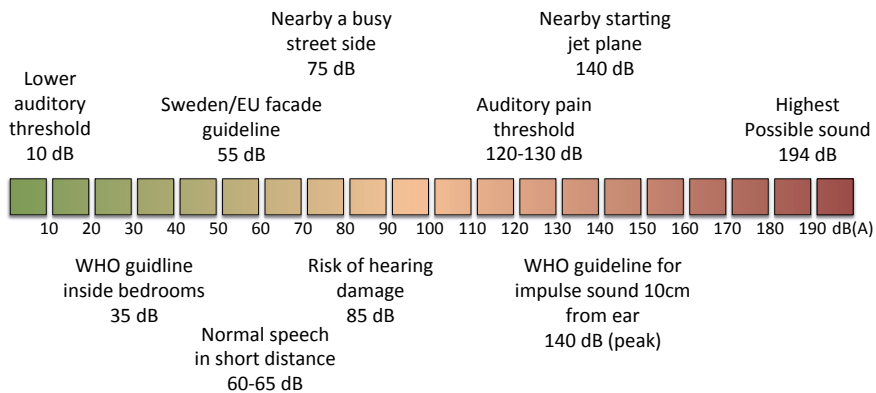 Nearby a busy
street side
75 dB
Nearby starting
jet plane
140 dB
Lower
auditory
threshold
10 dB
Sweden/EU facade
guideline
55 dB
Auditory pain
threshold
120-130 dB
Highest
Possible sound
194 dB
10 20 30 40 50 60 70 80 90 100 110 120 130 140 150 160 170 180 190 dB(A)
WHO guidline
inside bedrooms
35 dB
Normal speech
in short distance
60-65 dB
Risk of hearing
damage
85 dB
WHO guideline for
impulse sound 10cm
from ear
140 dB (peak)